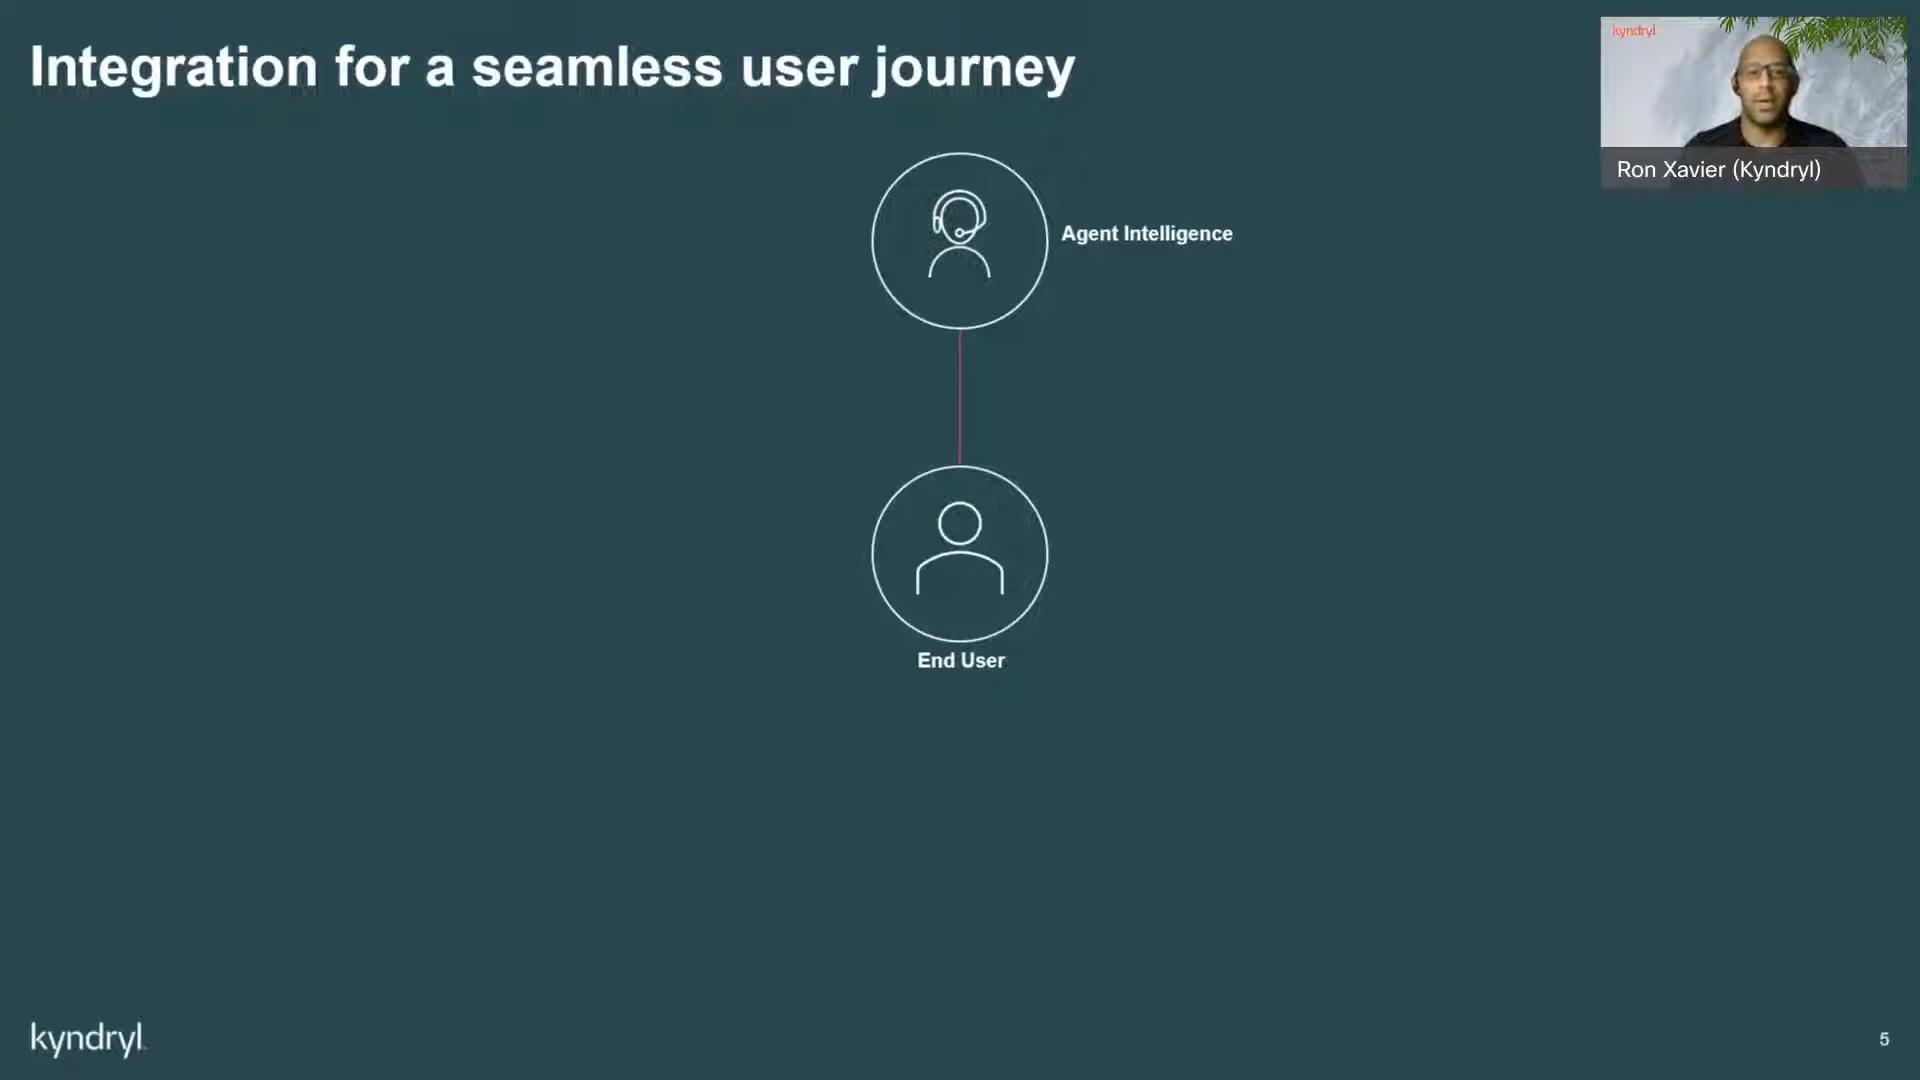 Integration for a seamless user journey
kyndryl
Ron Xavier (Kyndryl)
Agent Intelligence
End User
kyndryl
5